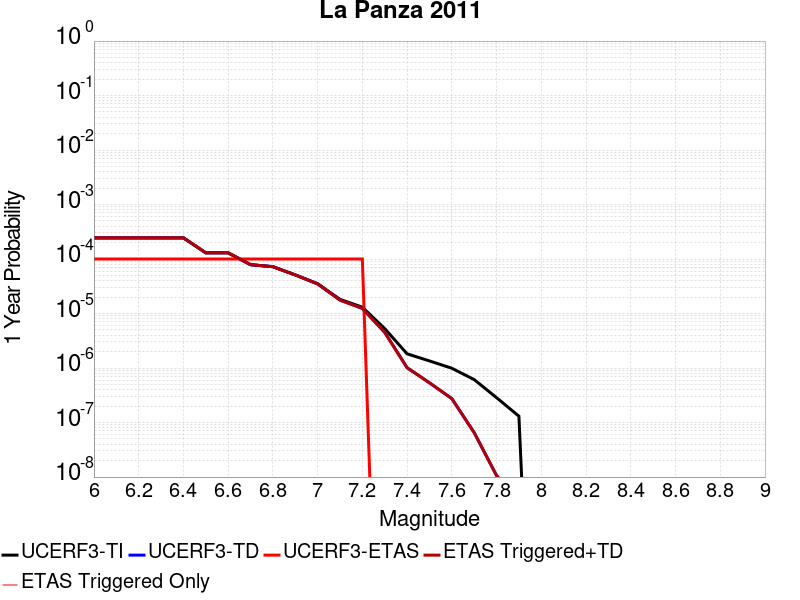 La Panza 2011
10^0
10^-1
10^-2
10^-3
10^-4
10^-5
10^-6
10^-7
10^-8
1 Year Probability
6 6.2 6.4 6.6 6.8 7 7.2 7.4 7.6 7.8 8 8.2 8.4 8.6 8.8 9
Magnitude
UCERF3-TI UCERF3-TD UCERF3-ETAS ETAS Triggered+TD
ETAS Triggered Only